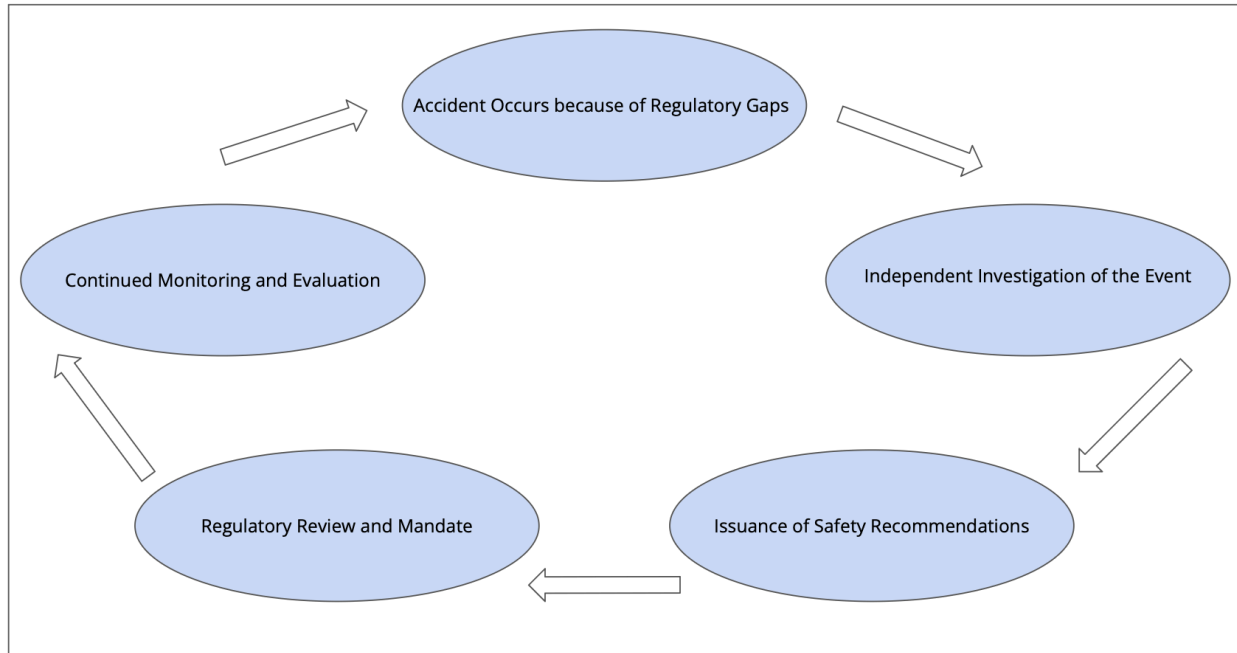 Accident Occurs because of Regulatory Gaps
Independent Investigation of the Event
Issuance of Safety Recommendations
Regulatory Review and Mandate
Continued Monitoring and Evaluation